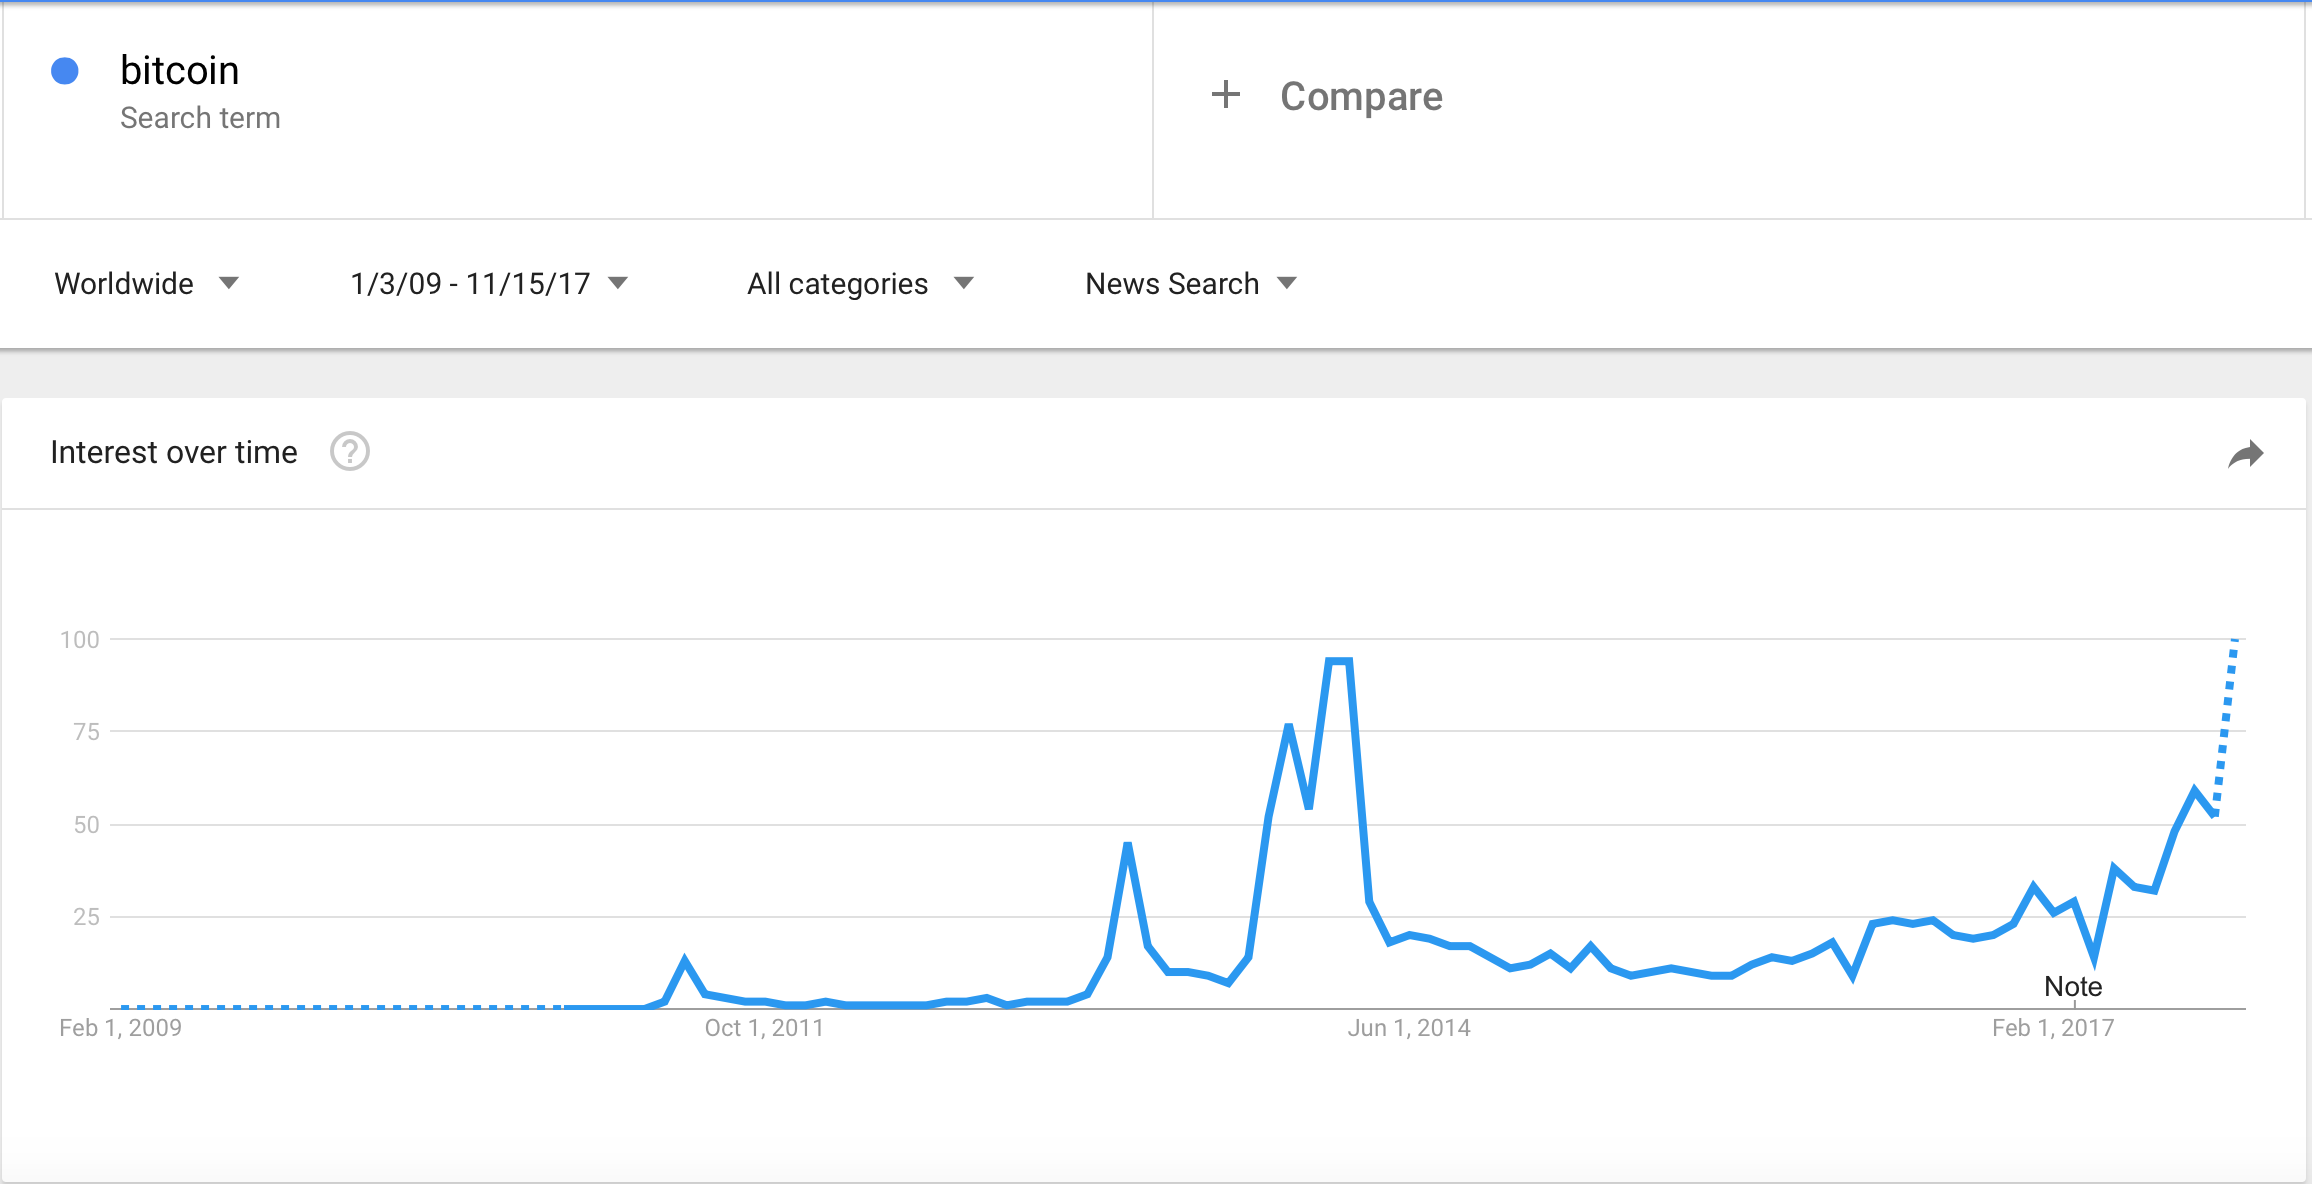 bitcoin
Search term
+ Compare
Worldwide
1/3/09 - 11/15/17
All categories
News Search
Interest over time
?
100
75
50
25
Note
Feb 1, 2009
Oct 1, 2011
Jun 1, 2014
Feb 1, 2017